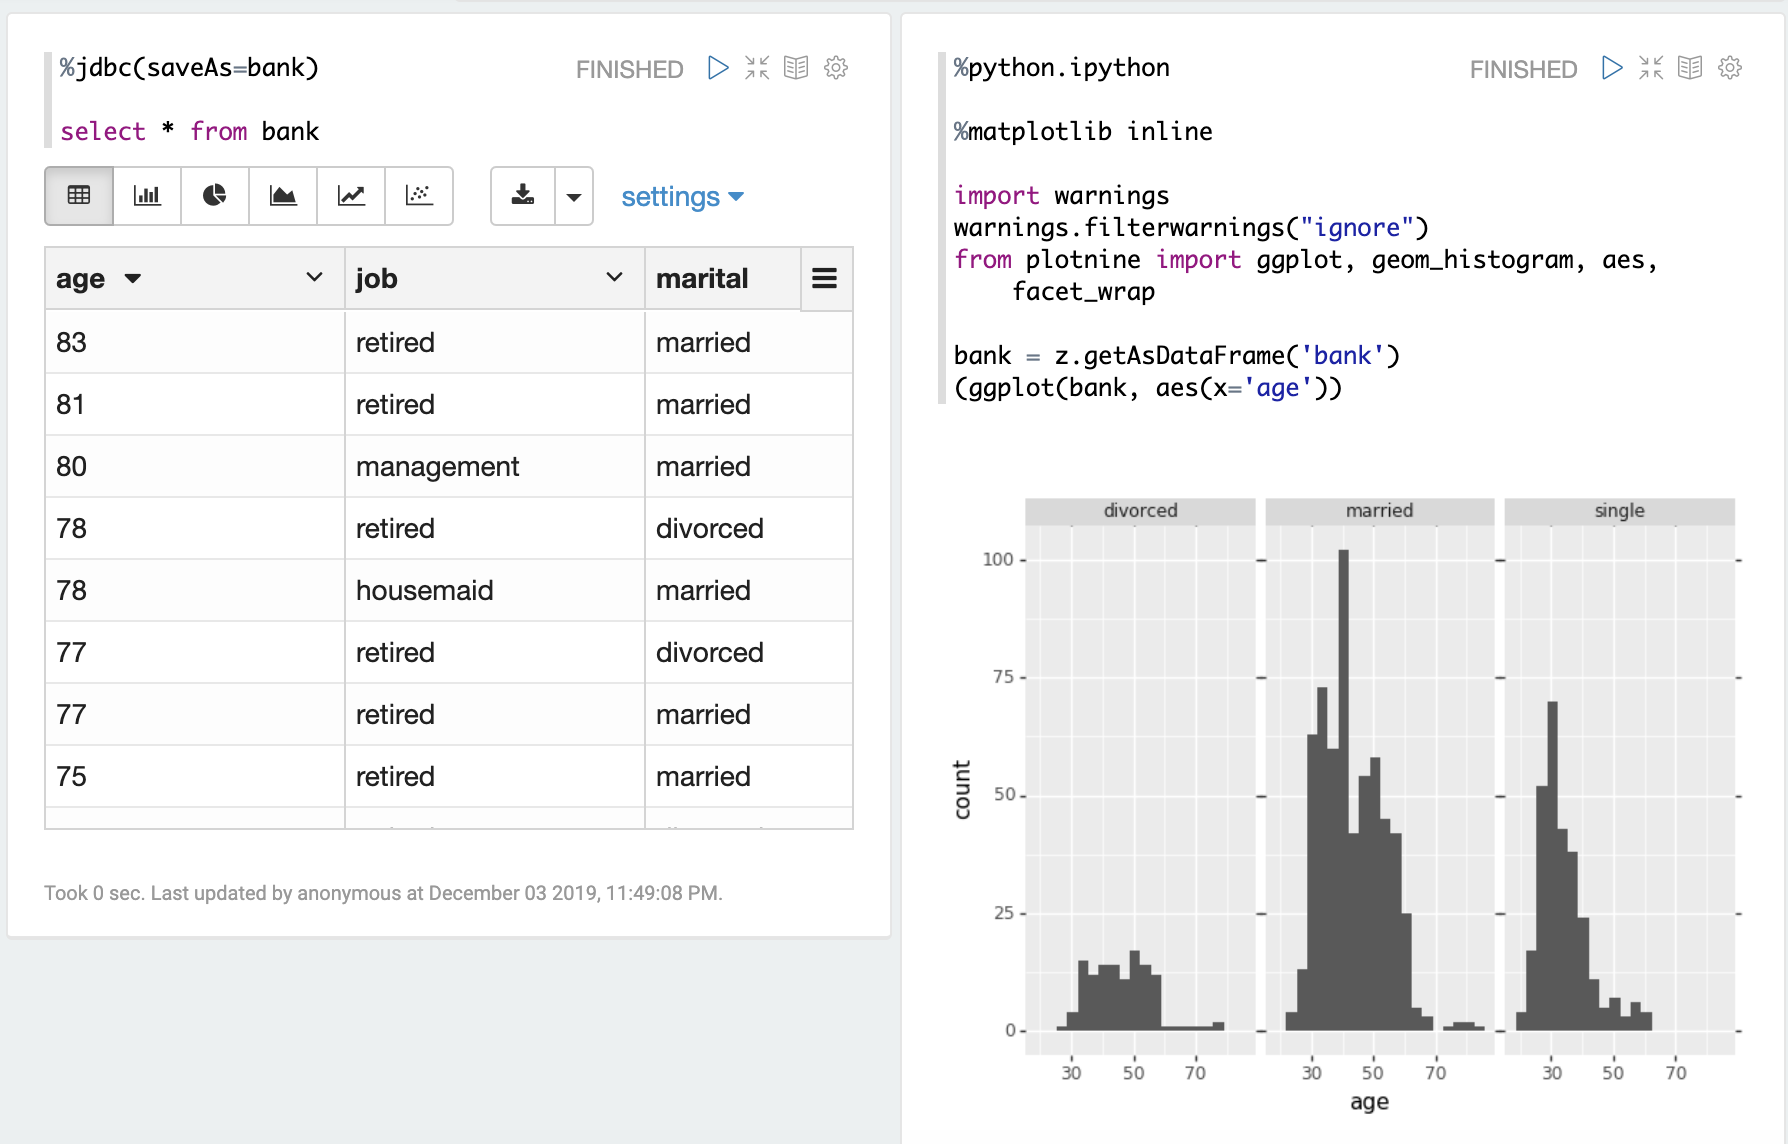 %jdbc(saveAs=bank)
FINISHED
select * from bank
settings
age job marital
83 retired married
81 retired married
80 management married
78 retired divorced
78 housemaid married
77 retired divorced
77 retired married
75 retired married
Took 0 sec. Last updated by anonymous at December 03 2019, 11:49:08 PM.
%python.ipython
FINISHED
%matplotlib inline
import warnings
warnings.filterwarnings("ignore")
from plotnine import ggplot, geom_histogram, aes,
facet_wrap
bank = z.getAsDataFrame('bank')
(ggplot(bank, aes(x='age'))
divorced married single
100
75
50
25
0
count
30 50 70 30 50 70 30 50 70
age